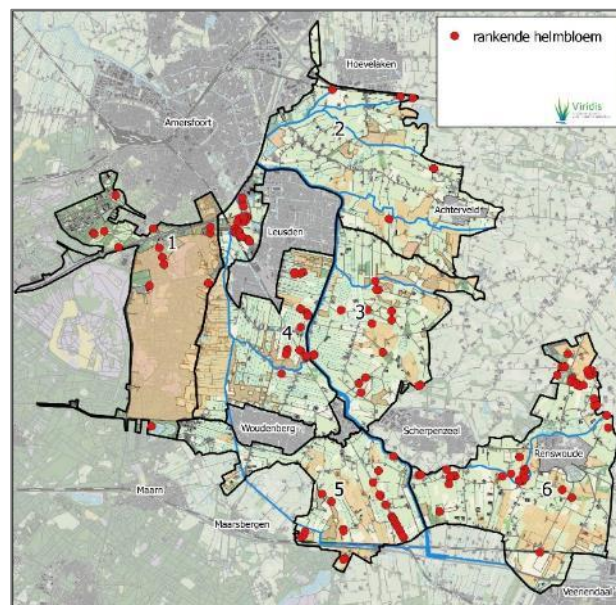 rankende helmbloem
Viridis
Hoevelaken
Amersfoort
2
Achterveld
1
Leusden
3
4
Woudenberg
Scherpenzeel
Renswoude
Maarn
5
6
Maarsbergen
Veenendaal